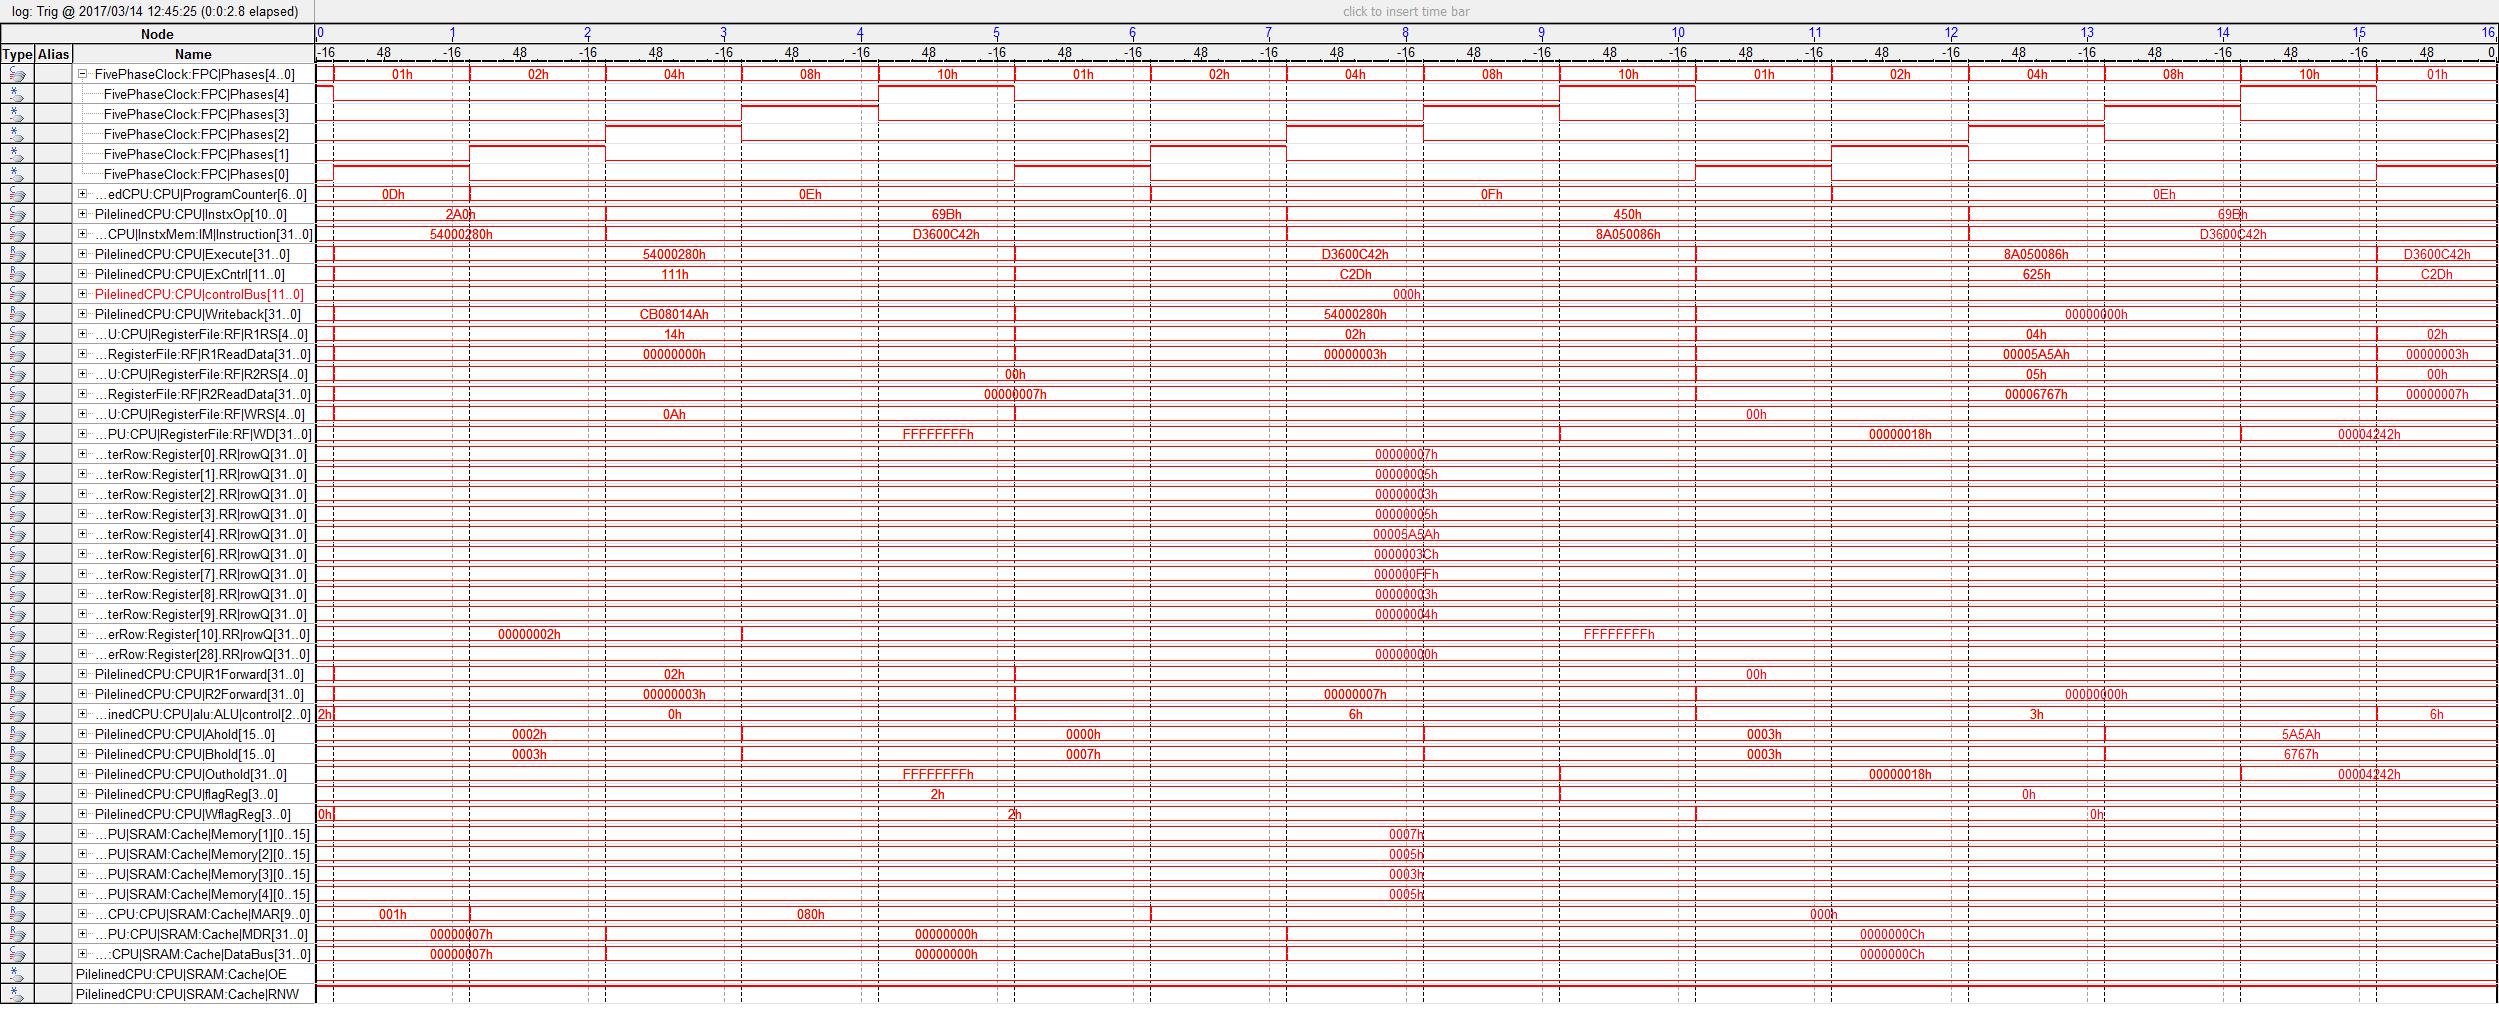 log: Trig @ 2017/03/14 12:45:25 (0:0:2.8 elapsed) click to insert time bar
Node 0 1 2 3 4 5 6 7 8 9 10 11 12 13 14 15 16
Type Alias Name -16 48 -16 48 -16 48 -16 48 -16 48 -16 48 -16 48 -16 48 -16 48 -16 48 -16 48 -16 48 -16 48 -16 48 -16 48 -16 48 0
FivePhaseClock:FPC|Phases[4..0] 01h 02h 04h 08h 10h 01h 02h 04h 08h 10h 01h 02h 04h 08h 10h 01h
FivePhaseClock:FPC|Phases[4]
FivePhaseClock:FPC|Phases[3]
FivePhaseClock:FPC|Phases[2]
FivePhaseClock:FPC|Phases[1]
FivePhaseClock:FPC|Phases[0]
...edCPU:CPU|ProgramCounter[6..0] 0Dh 0Eh 0Fh 0Eh
PilelinedCPU:CPU|InstxOp[10..0] 2A0h 69Bh 450h 69Bh
...CPU|InstxMem:IM|Instruction[31..0] 54000280h D3600C42h 8A050086h D3600C42h
PilelinedCPU:CPU|Execute[31..0] 54000280h D3600C42h 8A050086h D3600C42h
PilelinedCPU:CPU|ExCntrl[11..0] 111h C2Dh 625h C2Dh
PilelinedCPU:CPU|controlBus[11..0] 000h
PilelinedCPU:CPU|Writeback[31..0] CB08014Ah 54000280h 00000000h
...U:CPU|RegisterFile:RF|R1RS[4..0] 14h 02h 04h 02h
...RegisterFile:RF|R1ReadData[31..0] 00000000h 00000003h 00005A5Ah 00000003h
...U:CPU|RegisterFile:RF|R2RS[4..0] 00h 05h 00h
...RegisterFile:RF|R2ReadData[31..0] 00000007h 00006767h 00000007h
...U:CPU|RegisterFile:RF|WRS[4..0] 0Ah 00h
...PU:CPU|RegisterFile:RF|WD[31..0] FFFFFFFFh 00000018h 00004242h
...terRow:Register[0].RR|rowQ[31..0] 00000007h
...terRow:Register[1].RR|rowQ[31..0] 00000005h
...terRow:Register[2].RR|rowQ[31..0] 00000003h
...terRow:Register[3].RR|rowQ[31..0] 00000005h
...terRow:Register[4].RR|rowQ[31..0] 00005A5Ah
...terRow:Register[6].RR|rowQ[31..0] 0000003Ch
...terRow:Register[7].RR|rowQ[31..0] 000000FFh
...terRow:Register[8].RR|rowQ[31..0] 00000003h
...terRow:Register[9].RR|rowQ[31..0] 00000004h
...erRow:Register[10].RR|rowQ[31..0] 00000002h FFFFFFFFh
...erRow:Register[28].RR|rowQ[31..0] 00000000h
PilelinedCPU:CPU|R1Forward[31..0] 02h 00h
PilelinedCPU:CPU|R2Forward[31..0] 00000003h 00000007h 00000000h
...inedCPU:CPU|alu:ALU|control[2..0] 2h 0h 6h 3h 6h
PilelinedCPU:CPU|Ahold[15..0] 0002h 0000h 0003h 5A5Ah
PilelinedCPU:CPU|Bhold[15..0] 0003h 0007h 0003h 6767h
PilelinedCPU:CPU|Outhold[31..0] FFFFFFFFh 00000018h 00004242h
PilelinedCPU:CPU|flagReg[3..0] 2h 0h
PilelinedCPU:CPU|WflagReg[3..0] 0h 2h 0h
...PU|SRAM:Cache|Memory[1][0..15] 0007h
...PU|SRAM:Cache|Memory[2][0..15] 0005h
...PU|SRAM:Cache|Memory[3][0..15] 0003h
...PU|SRAM:Cache|Memory[4][0..15] 0005h
...CPU:CPU|SRAM:Cache|MAR[9..0] 001h 080h 000h
...PU:CPU|SRAM:Cache|MDR[31..0] 00000007h 00000000h 0000000Ch
...:CPU|SRAM:Cache|DataBus[31..0] 00000007h 00000000h 0000000Ch
PilelinedCPU:CPU|SRAM:Cache|OE
PilelinedCPU:CPU|SRAM:Cache|RNW